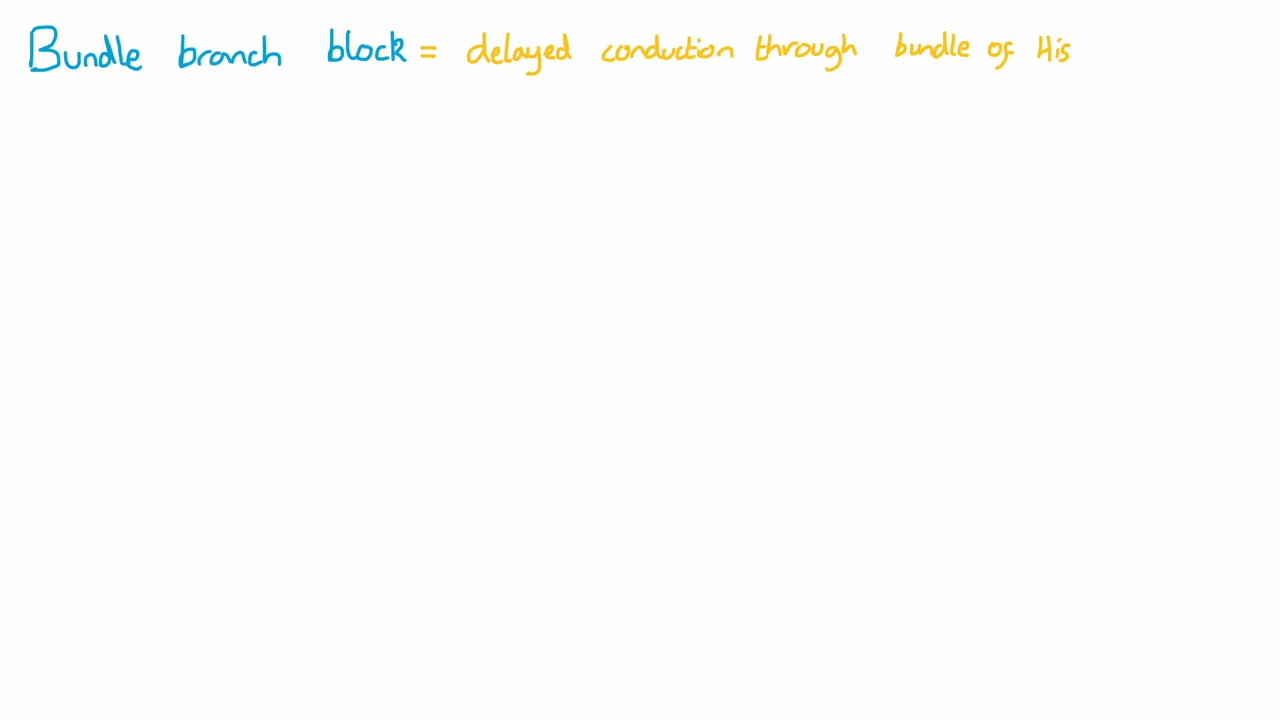 Bundle branch block = delayed conduction through bundle of His